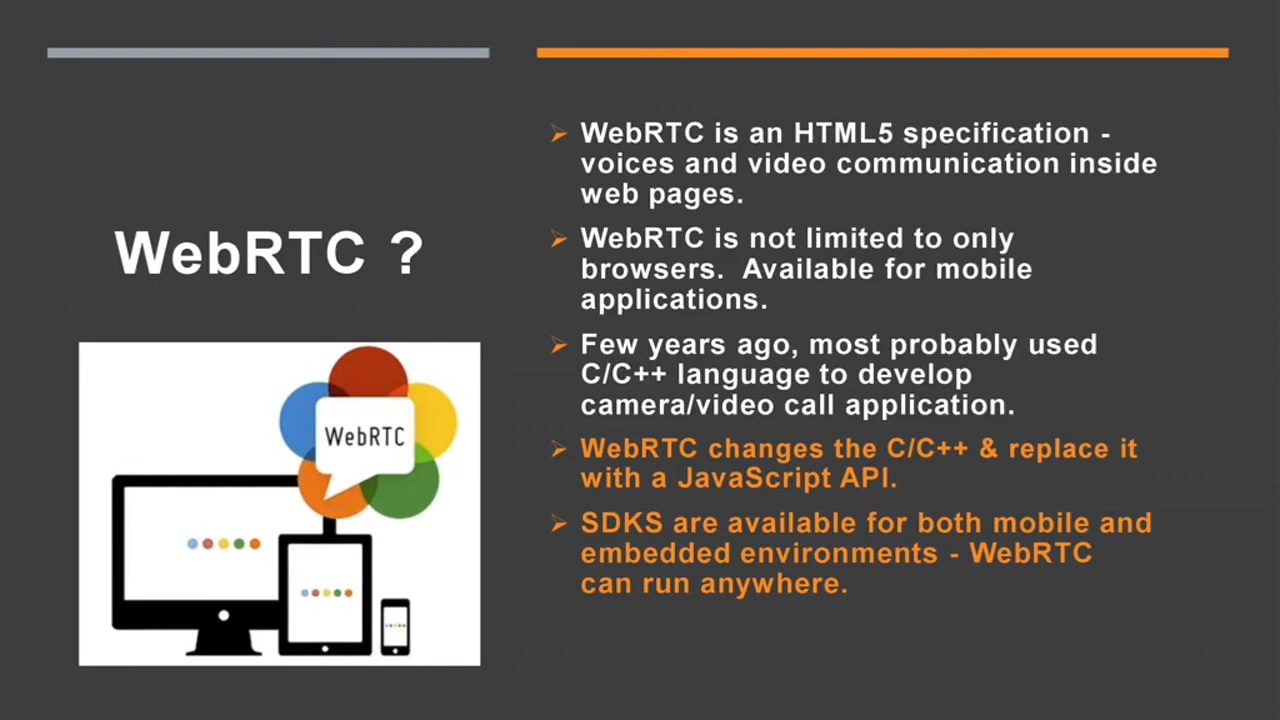 WebRTC ?
WebRTC
WebRTC is an HTML5 specification -
voices and video communication inside
web pages.
WebRTC is not limited to only
browsers. Available for mobile
applications.
Few years ago, most probably used
C/C++ language to develop
camera/video call application.
WebRTC changes the C/C++ & replace it
with a JavaScript API.
SDKS are available for both mobile and
embedded environments - WebRTC
can run anywhere.